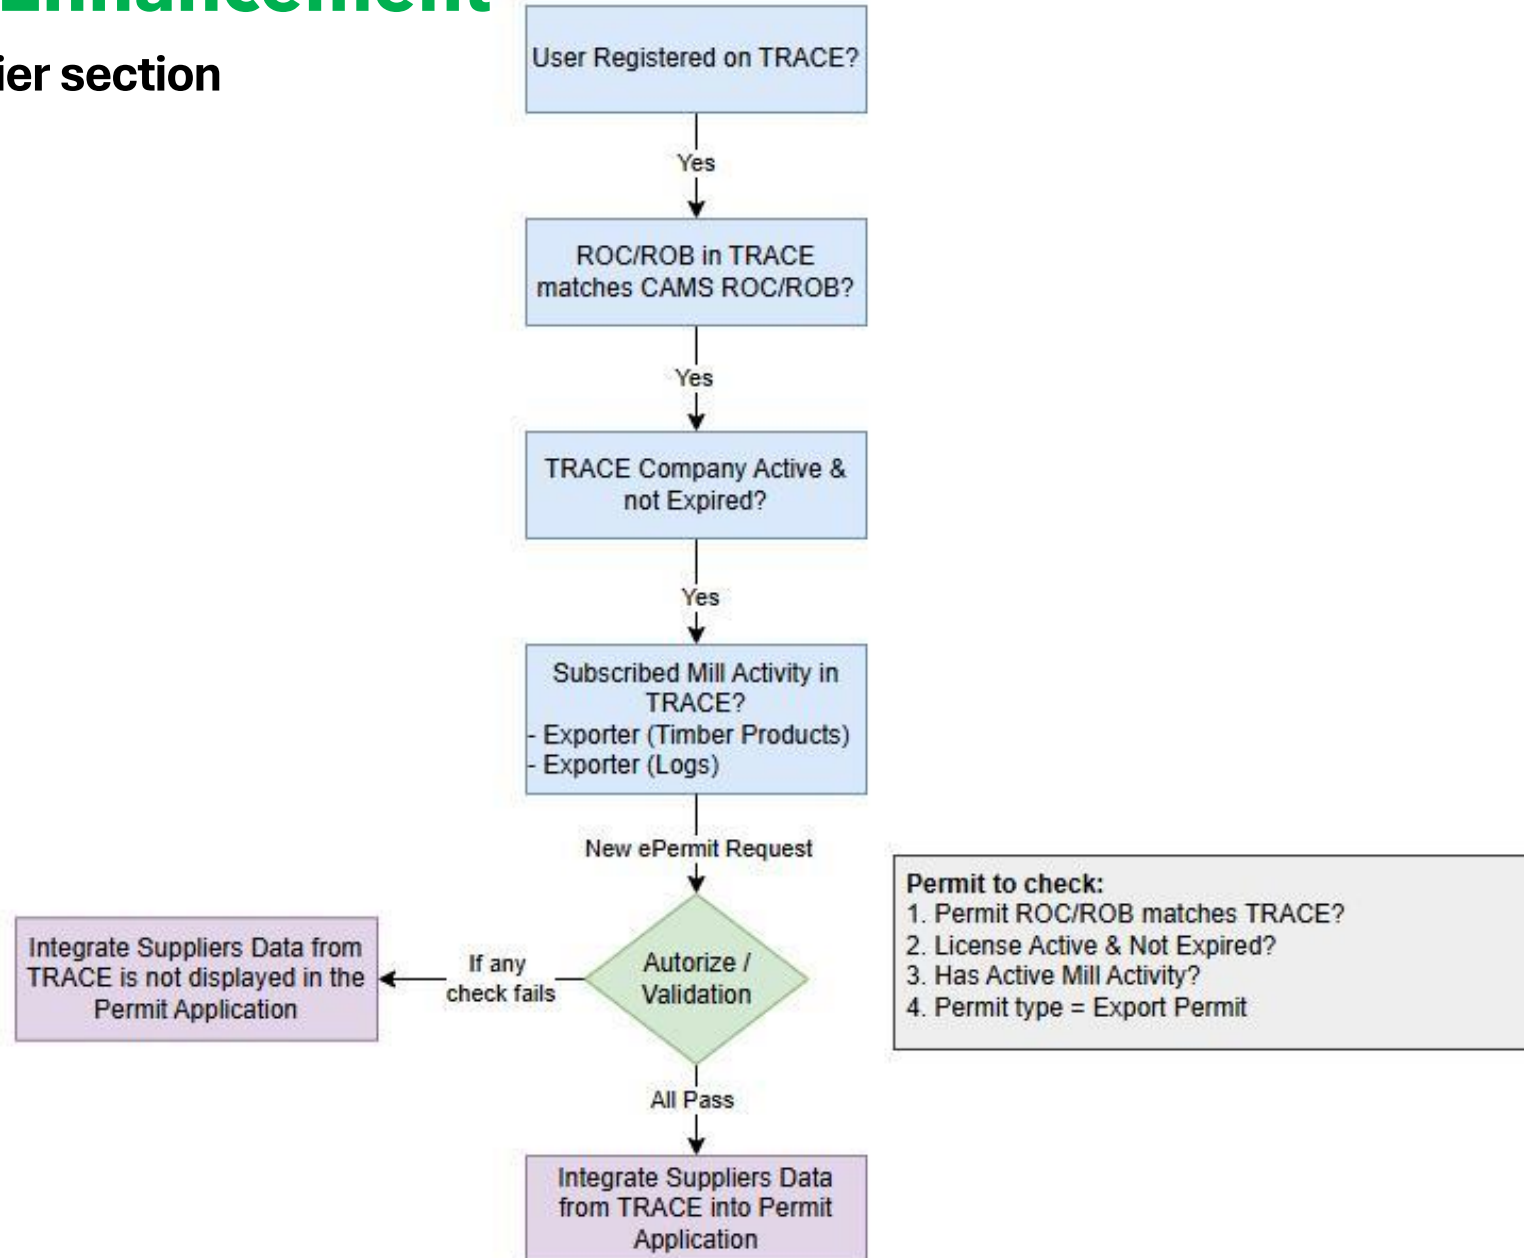 Enhancement
ier section
User Registered on TRACE?
Yes
ROC/ROB in TRACE
matches CAMS ROC/ROB?
Yes
TRACE Company Active &
not Expired?
Yes
Subscribed Mill Activity in
TRACE?
- Exporter (Timber Products)
- Exporter (Logs)
New ePermit Request
Autorize /
Validation
If any
check fails
Integrate Suppliers Data from
TRACE is not displayed in the
Permit Application
Permit to check:
1. Permit ROC/ROB matches TRACE?
2. License Active & Not Expired?
3. Has Active Mill Activity?
4. Permit type = Export Permit
All Pass
Integrate Suppliers Data
from TRACE into Permit
Application